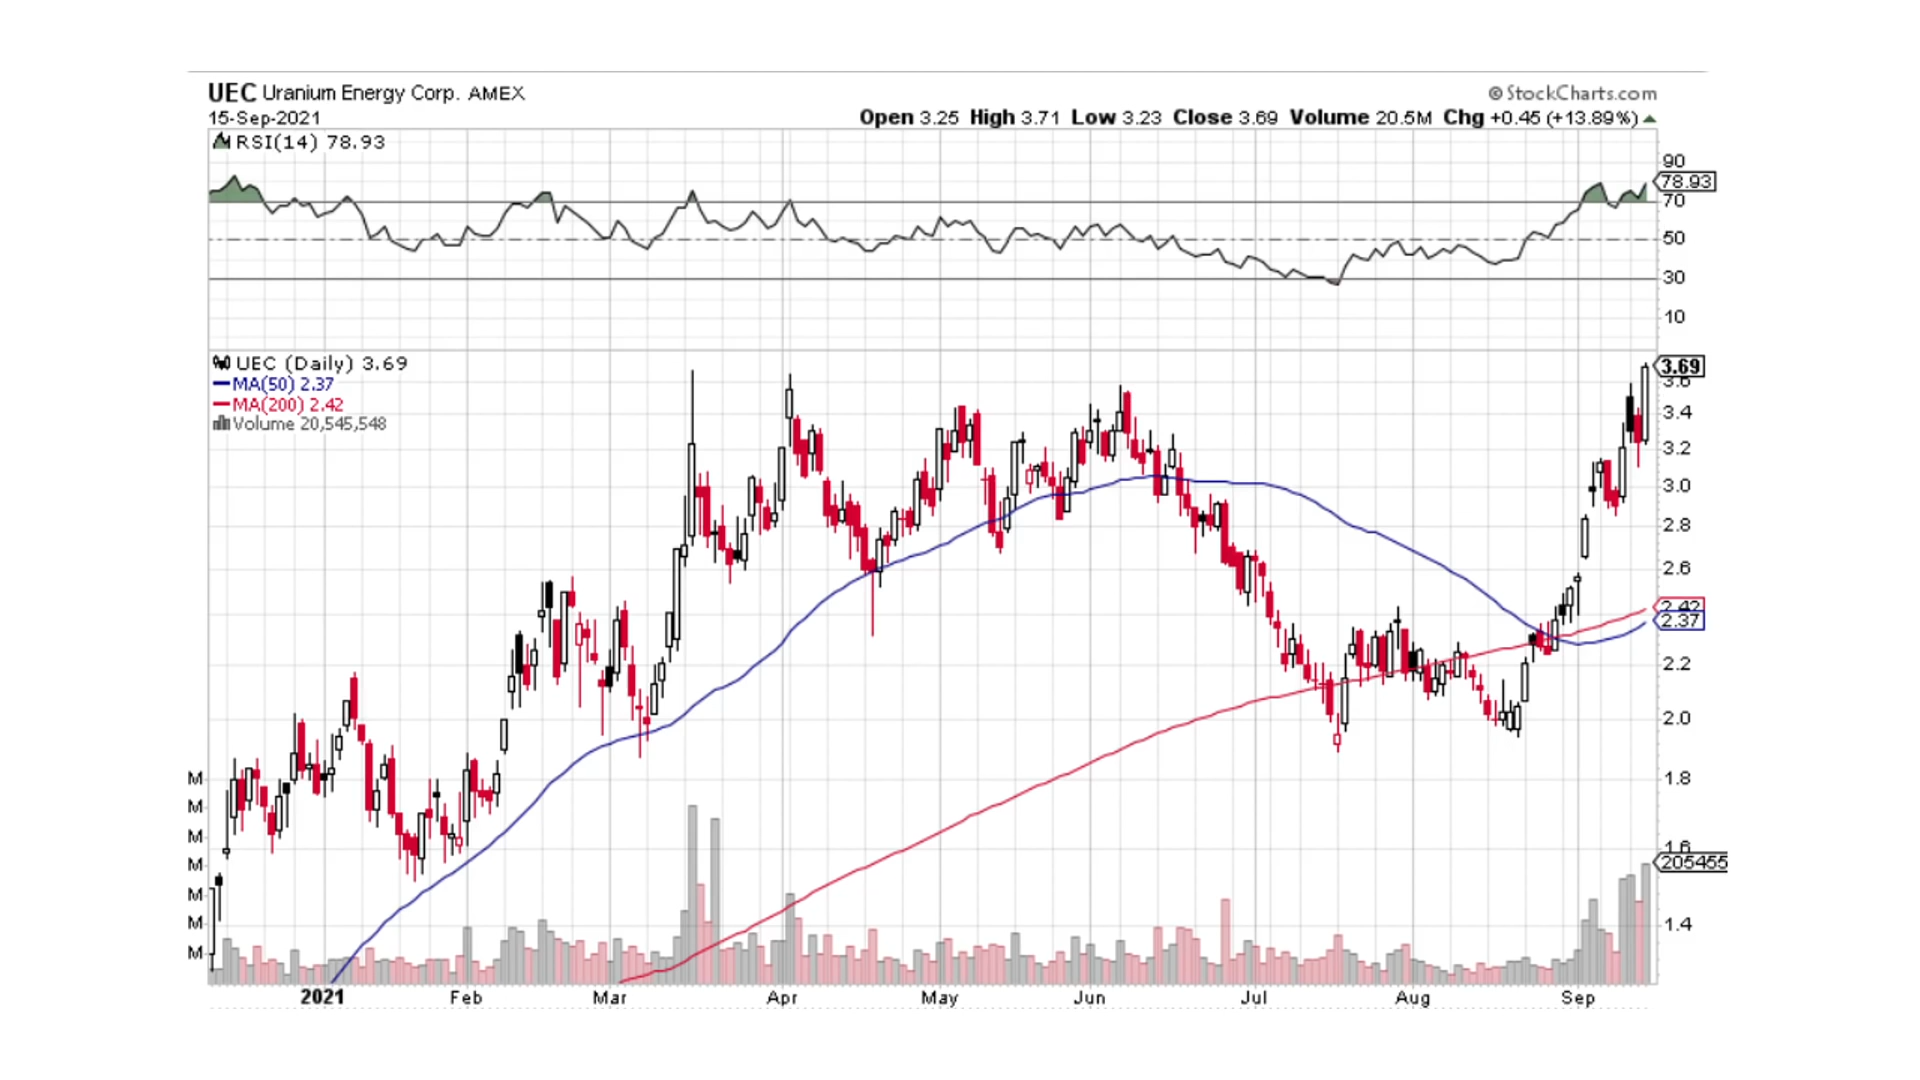 UEC Uranium Energy Corp. AMEX
© StockCharts.com
15-Sep-2021
Open 3.25 High 3.71 Low 3.23 Close 3.69 Volume 20.5M Chg +0.45 (+13.89%)
RSI(14) 78.93
90
78.93
70
50
30
10
UEC (Daily) 3.69
MA(50) 2.37
MA(200) 2.42
Volume 20,545,548
3.69
3.6
3.4
3.2
3.0
2.8
2.6
2.42
2.37
2.2
2.0
1.8
1.6
205455
1.4
M
M
M
M
M
M
M
2021 Feb Mar Apr May Jun Jul Aug Sep